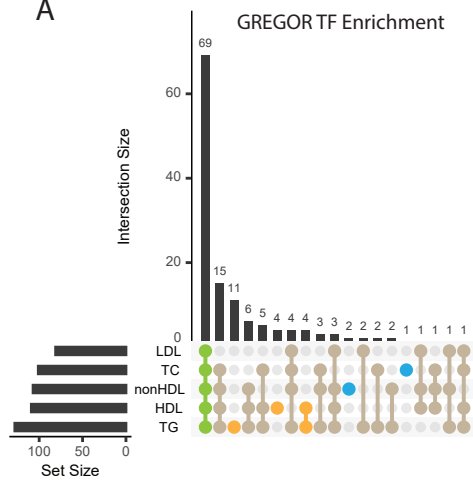 A
GREGOR TF Enrichment
Intersection Size
60
40
20
0
69
15
11
6
5
4
4
4
3
3
2
2
2
2
1
1
1
1
1
LDL
TC
nonHDL
HDL
TG
100
50
0
Set Size